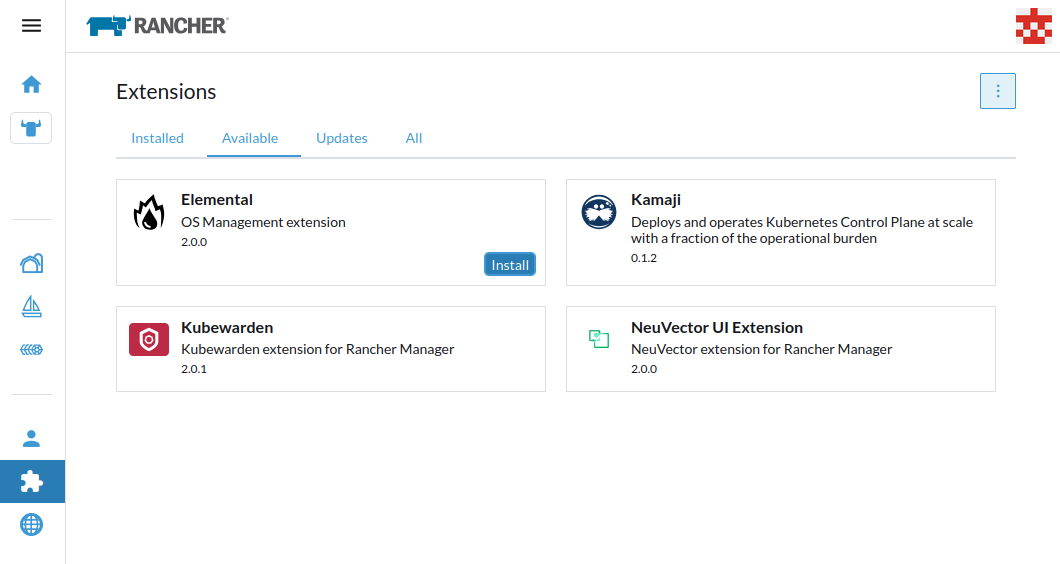 RANCHER
Extensions
Installed
Available
Updates
All
Elemental
OS Management extension
2.0.0
Install
Kamaji
Deploys and operates Kubernetes Control Plane at scale
with a fraction of the operational burden
0.1.2
Kubewarden
Kubewarden extension for Rancher Manager
2.0.1
NeuVector UI Extension
NeuVector extension for Rancher Manager
2.0.0